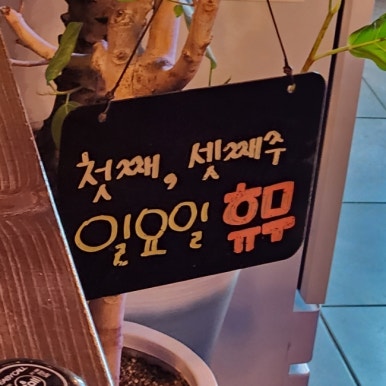 첫째, 셋째주
일요일 휴무